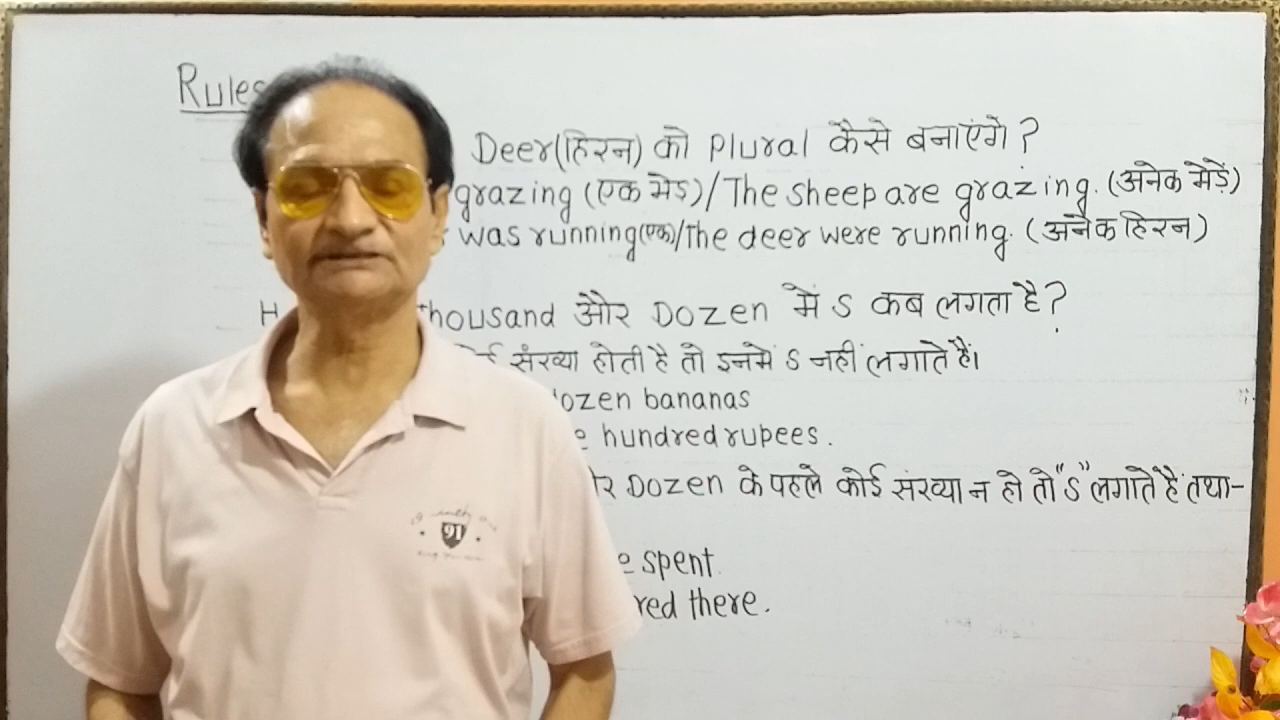 Rules
Deer(हिरन) को Plural कैसे बनाएंगे?
grazing (एक भेड़)/The sheep are grazing. (अनेक भेड़ें)
was running(एक)/The deer were running. (अनेक हिरन)
Thousand और Dozen में S कब लगता है?
संख्या होती है तो इनमें S नहीं लगाते हैं।
dozen bananas
hundred rupees.
Dozen के पहले कोई संख्या न हो तो "S" लगाते हैं तथा-
spent.
there.
91